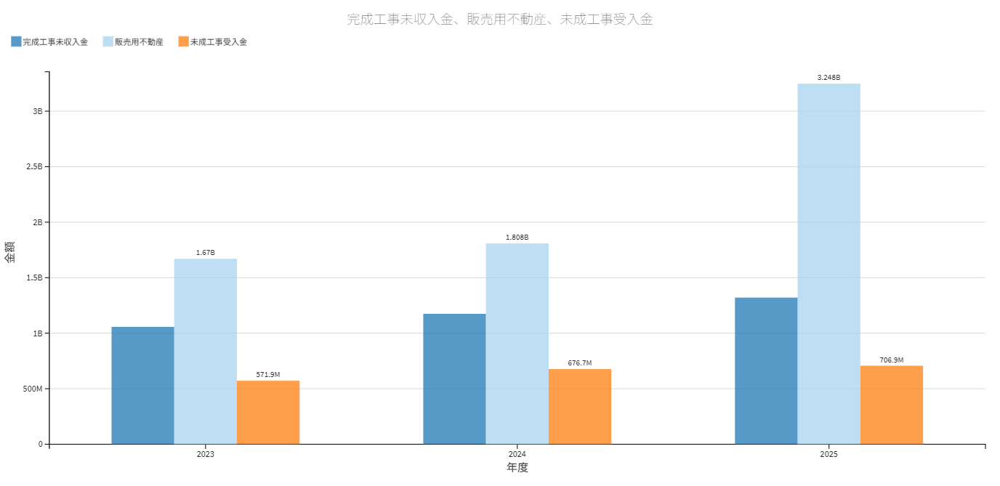 完成工事未収入金、販売用不動産、未成工事受入金
完成工事未収入金 販売用不動産 未成工事受入金
3.248B
3B
2.5B
2B
1.808B
1.67B
金額
1.5B
1B
706.9M
676.7M
571.9M
500M
0
2023 2024 2025
年度